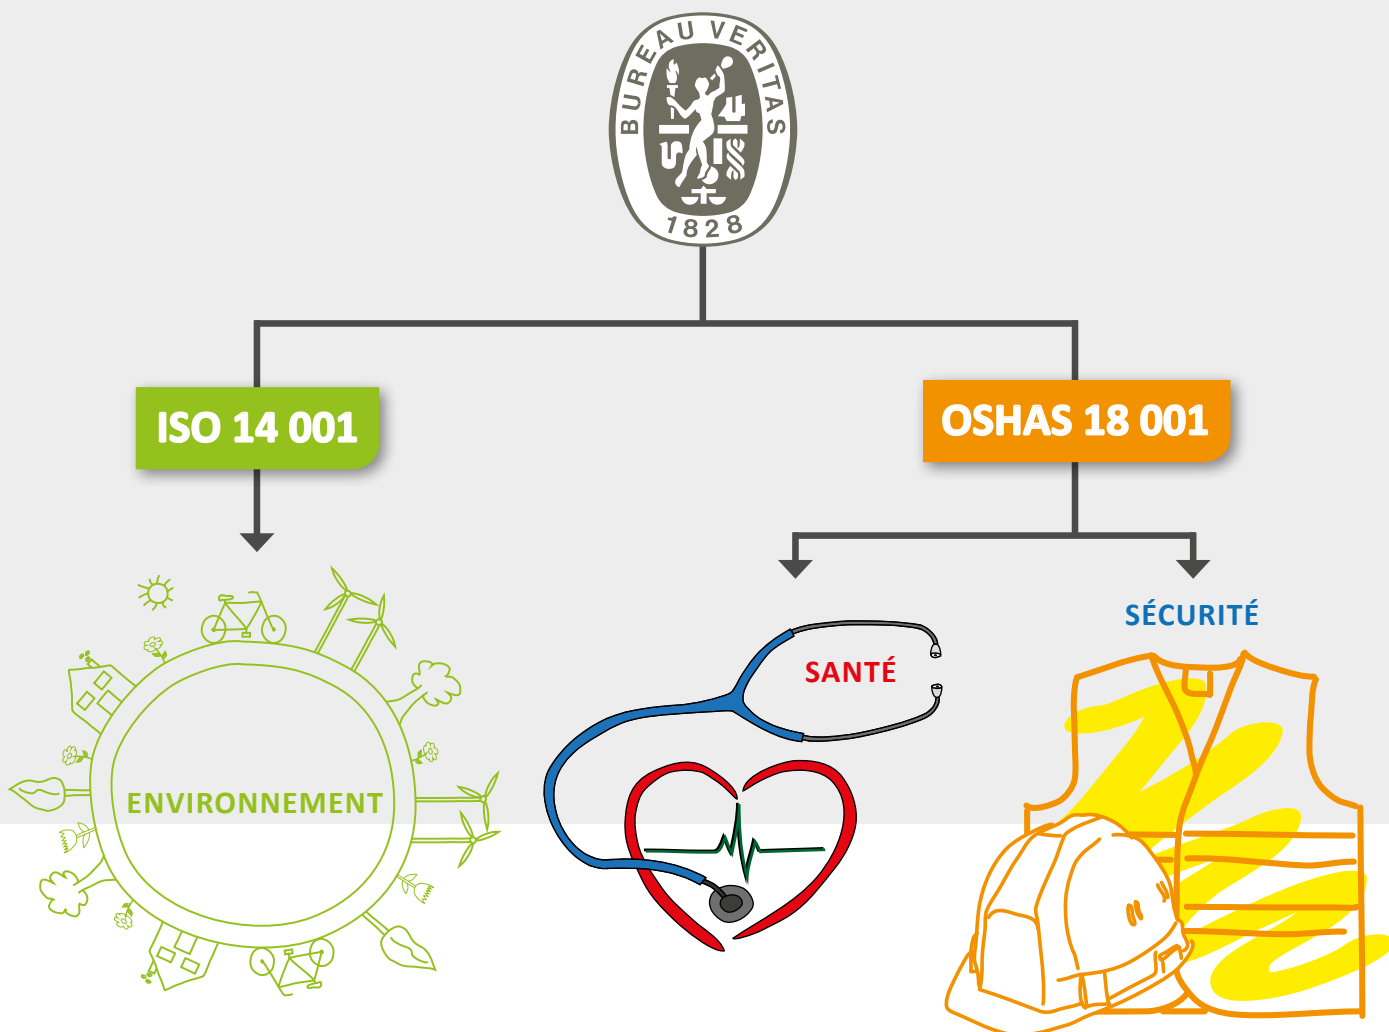 BUREAU VERITAS
1828
ISO 14 001
OSHAS 18 001
SÉCURITÉ
SANTÉ
ENVIRONNEMENT